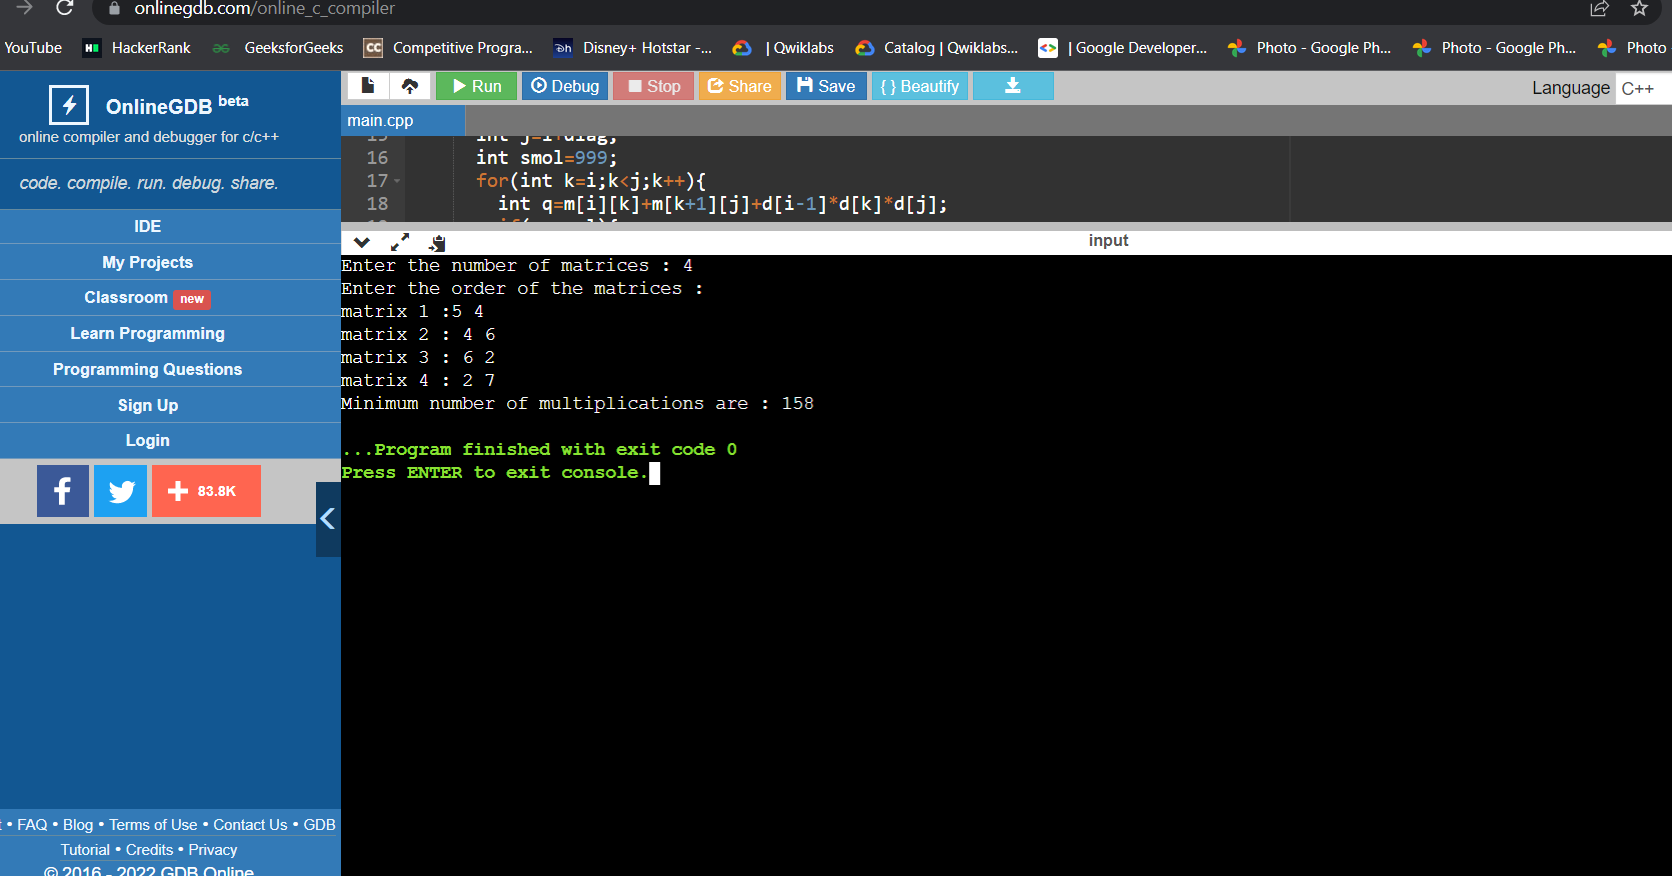 onlinegdb.com/online_c_compiler
YouTube HackerRank GeeksforGeeks Competitive Progra... Disney+ Hotstar -... | Qwiklabs Catalog | Qwiklabs... | Google Developer... Photo - Google Ph... Photo - Google Ph... Photo
OnlineGDB beta
online compiler and debugger for c/c++
code. compile. run. debug. share.
IDE
My Projects
Classroom new
Learn Programming
Programming Questions
Sign Up
Login
83.8K
• FAQ • Blog • Terms of Use • Contact Us • GDB
Tutorial • Credits • Privacy
© 2016 - 2022 GDB Online
Run Debug Stop Share Save { } Beautify
Language C++
main.cpp
15 int j=i+diag;
16 int smol=999;
17 for(int k=i;k<j;k++){
18 int q=m[i][k]+m[k+1][j]+d[i-1]*d[k]*d[j];
input
Enter the number of matrices : 4
Enter the order of the matrices :
matrix 1 :5 4
matrix 2 : 4 6
matrix 3 : 6 2
matrix 4 : 2 7
Minimum number of multiplications are : 158
...Program finished with exit code 0
Press ENTER to exit console.